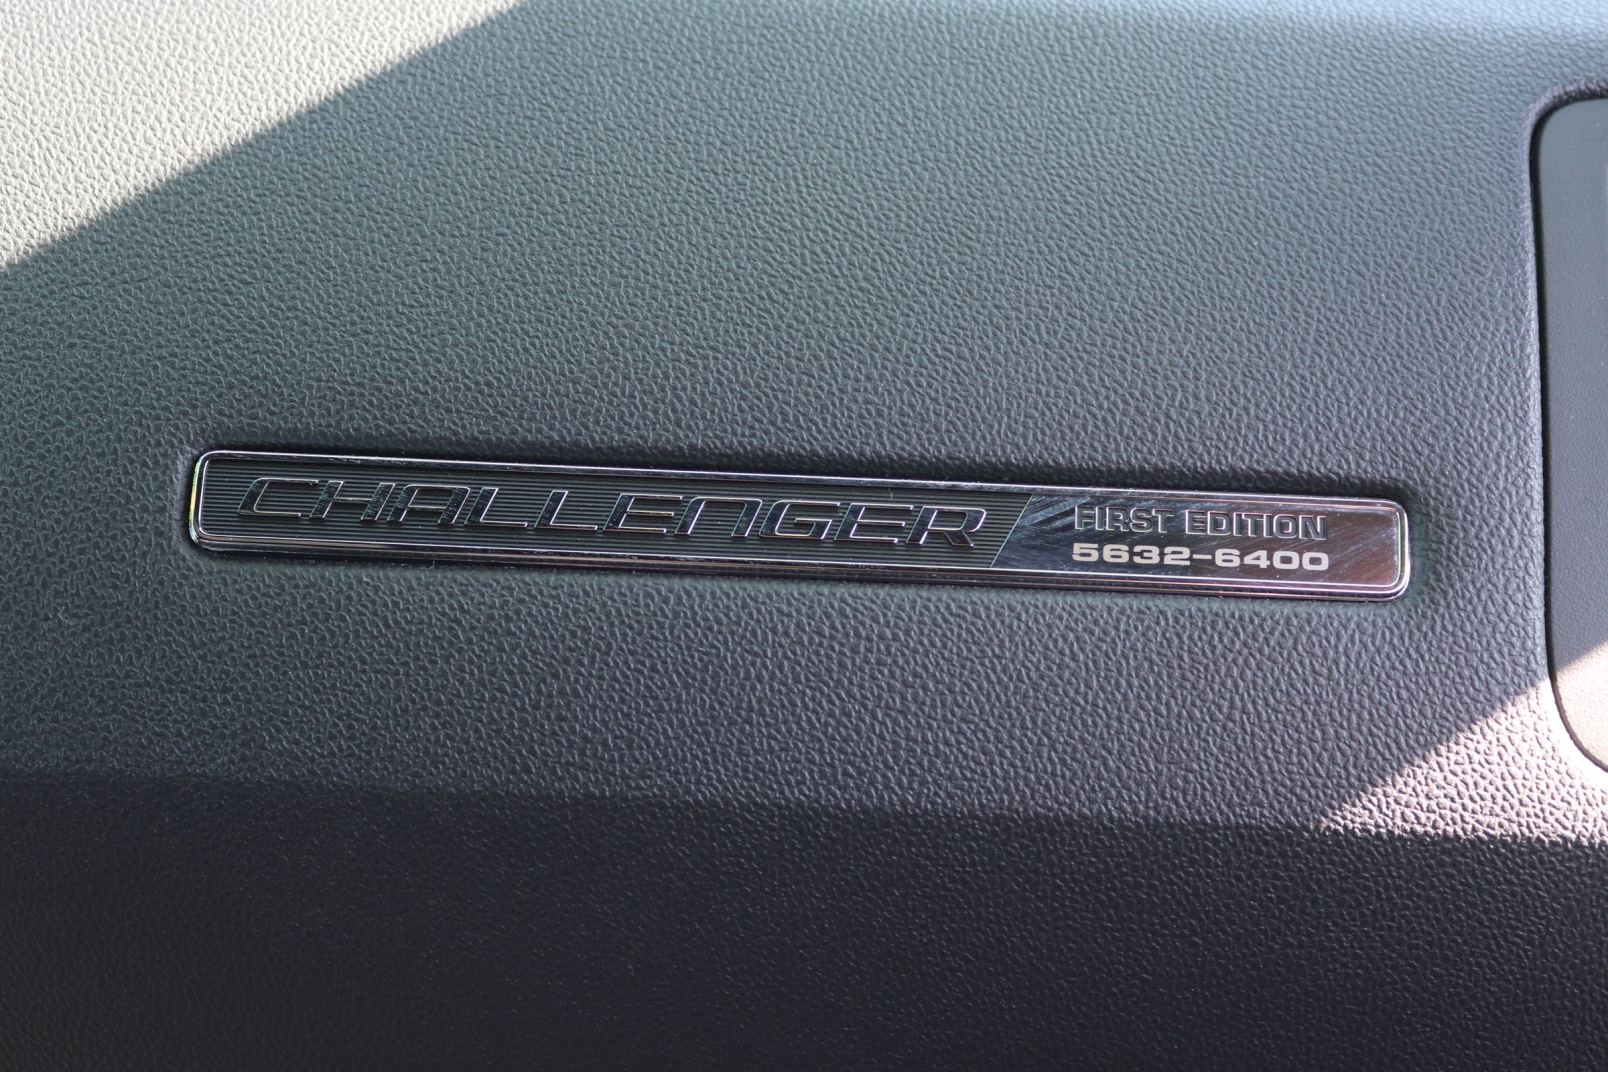 CHALLENGER
FIRST EDITION
5632-6400